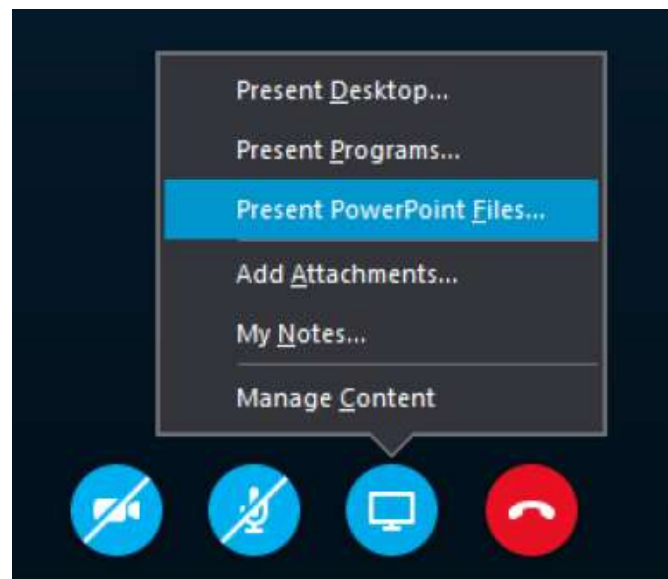 Present Desktop...
Present Programs...
Present PowerPoint Files...
Add Attachments...
My Notes...
Manage Content